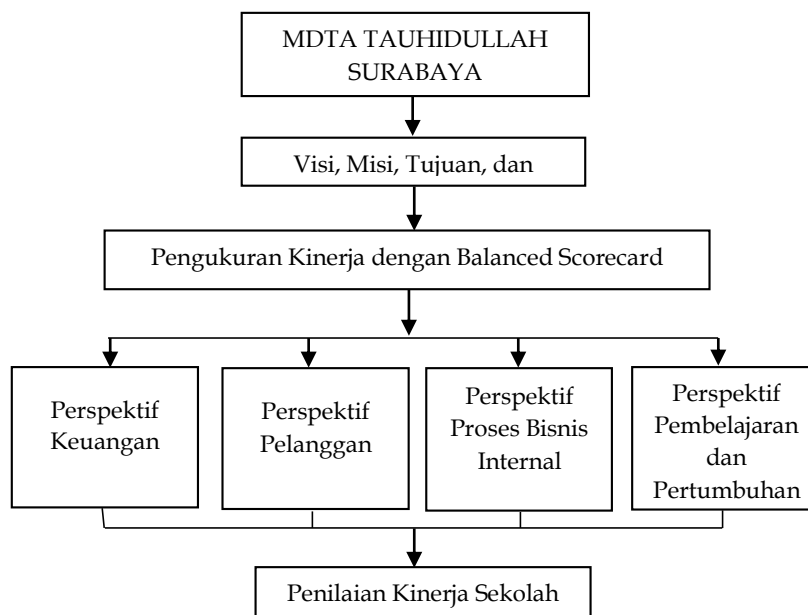 MDTA TAUHIDULLAH
SURABAYA
Visi, Misi, Tujuan, dan
Pengukuran Kinerja dengan Balanced Scorecard
Perspektif
Keuangan
Perspektif
Pelanggan
Perspektif
Proses Bisnis
Internal
Perspektif
Pembelajaran
dan
Pertumbuhan
Penilaian Kinerja Sekolah